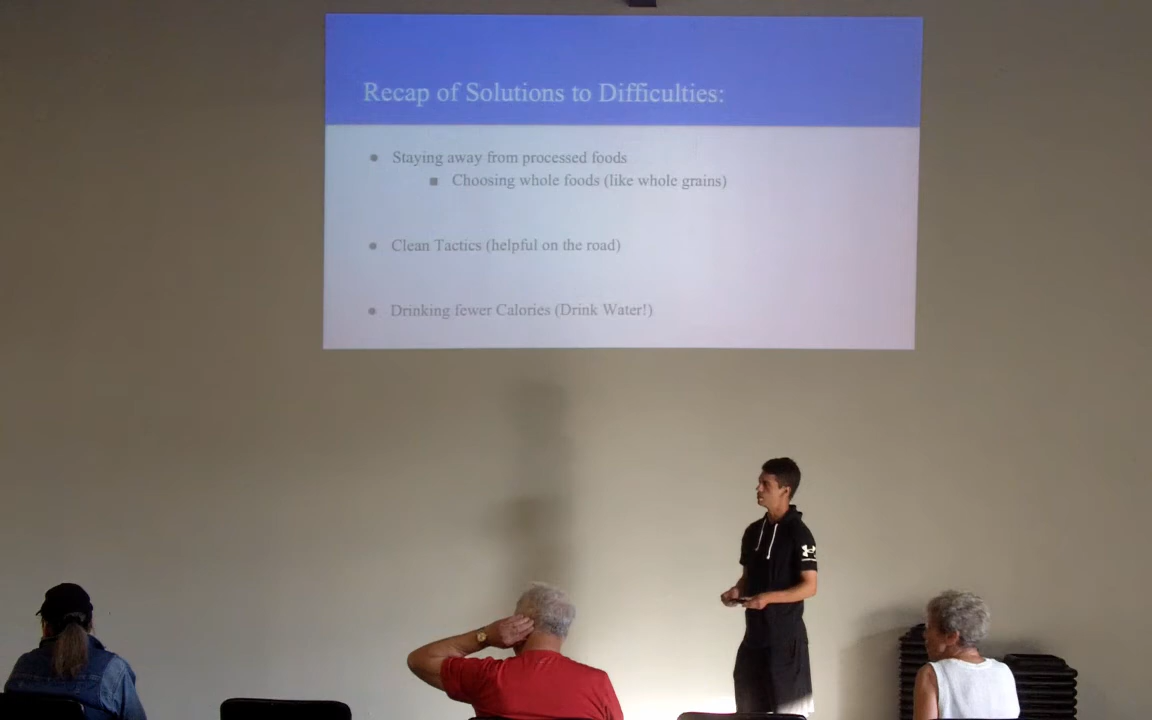 Recap of Solutions to Difficulties:
Staying away from processed foods
Choosing whole foods (like whole grains)
Clean Tactics (helpful on the road)
Drinking fewer Calories (Drink Water!)